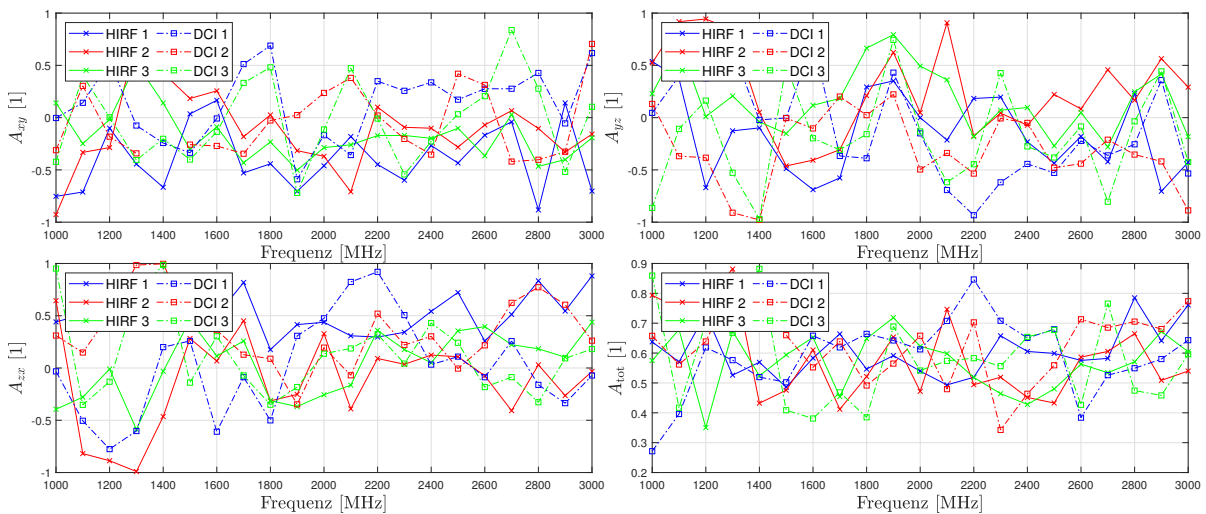 1
0.5
0
-0.5
-1
A_xy [1]
HIRF 1 DCI 1
HIRF 2 DCI 2
HIRF 3 DCI 3
1000 1200 1400 1600 1800 2000 2200 2400 2600 2800 3000
Frequenz [MHz]
1
0.5
0
-0.5
-1
A_yz [1]
HIRF 1 DCI 1
HIRF 2 DCI 2
HIRF 3 DCI 3
1000 1200 1400 1600 1800 2000 2200 2400 2600 2800 3000
Frequenz [MHz]
1
0.5
0
-0.5
-1
A_zx [1]
HIRF 1 DCI 1
HIRF 2 DCI 2
HIRF 3 DCI 3
1000 1200 1400 1600 1800 2000 2200 2400 2600 2800 3000
Frequenz [MHz]
0.9
0.8
0.7
0.6
0.5
0.4
0.3
0.2
A_tot [1]
HIRF 1 DCI 1
HIRF 2 DCI 2
HIRF 3 DCI 3
1000 1200 1400 1600 1800 2000 2200 2400 2600 2800 3000
Frequenz [MHz]